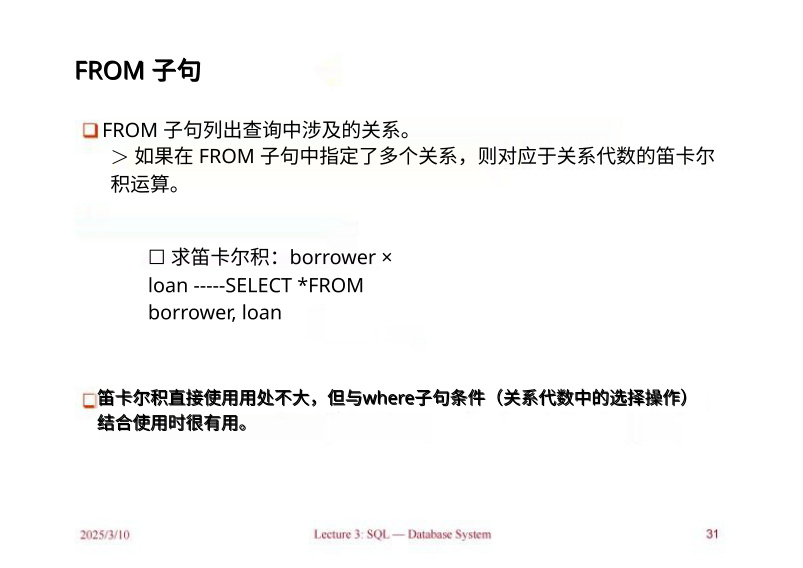 FROM 子句
❑ FROM 子句列出查询中涉及的关系。
＞ 如果在 FROM 子句中指定了多个关系，则对应于关系代数的笛卡尔
积运算。
☐ 求笛卡尔积：borrower ×
loan -----SELECT *FROM
borrower, loan
❑笛卡尔积直接使用用处不大，但与where子句条件（关系代数中的选择操作）
结合使用时很有用。
2025/3/10 Lecture 3: SQL — Database System 31